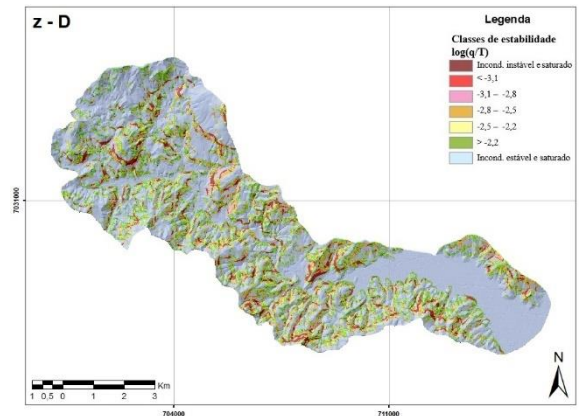 z - D
Legenda
Classes de estabilidade
log(q/T)
Incond. instável e saturado
< -3,1
-3,1 – -2,8
-2,8 – -2,5
-2,5 – -2,2
> -2,2
Incond. estável e saturado
7031000
N
Km
1 0,5 0 1 2 3
704000
711000